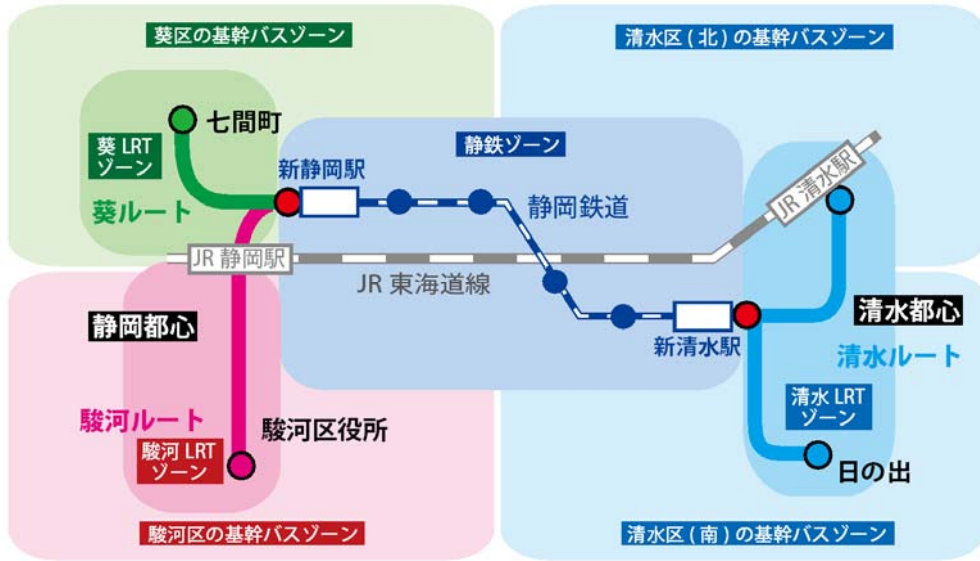 葵区の基幹バスゾーン
清水区(北)の基幹バスゾーン
七間町
葵 LRT
ゾーン
葵ルート
新静岡駅
静鉄ゾーン
静岡鉄道
JR 清水駅
JR 静岡駅
JR 東海道線
静岡都心
新清水駅
清水都心
清水ルート
駿河ルート
駿河区役所
駿河 LRT
ゾーン
清水 LRT
ゾーン
日の出
駿河区の基幹バスゾーン
清水区(南)の基幹バスゾーン